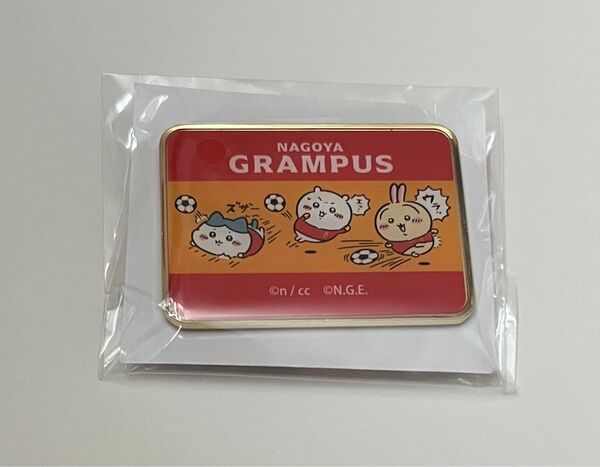 NAGOYA
GRAMPUS
ズザー
©n / cc ©N.G.E.